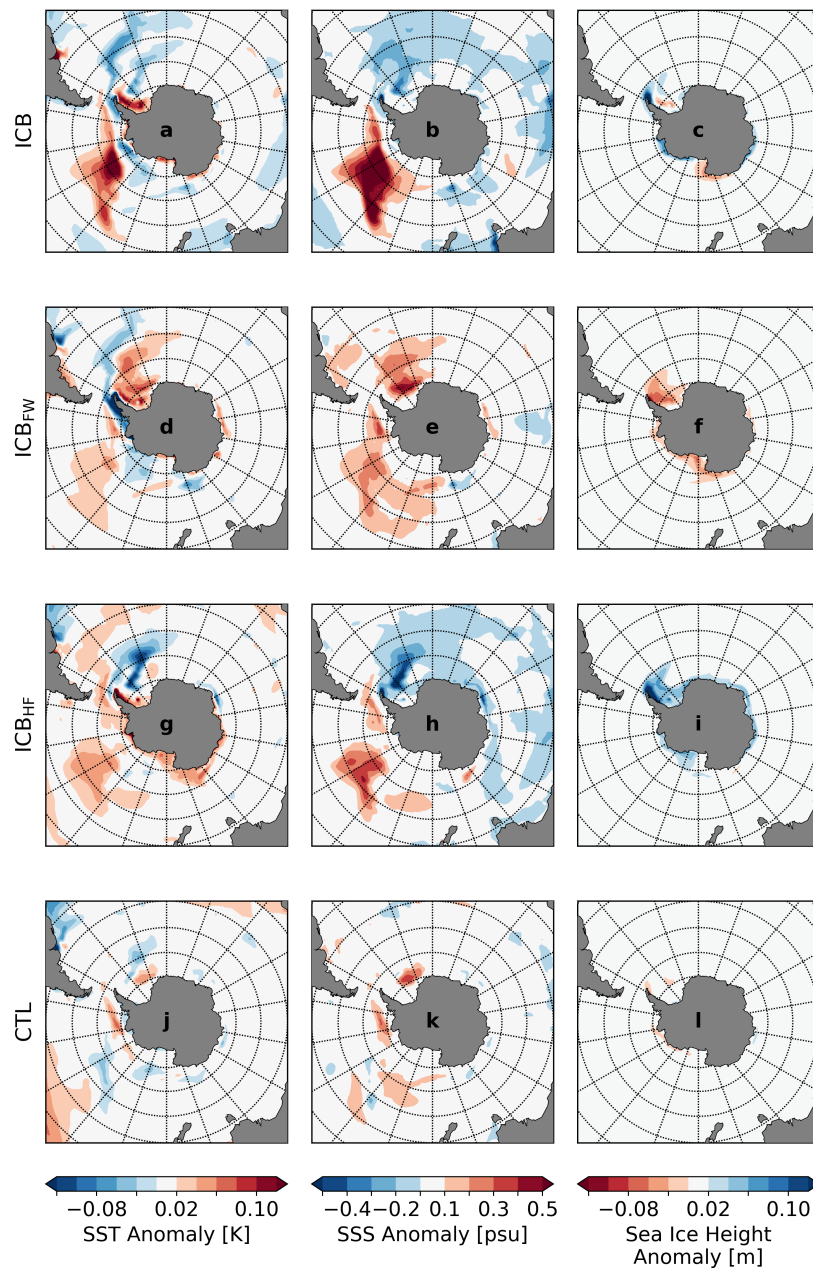 ICB
a
b
c
ICB_FW
d
e
f
ICB_HF
g
h
i
CTL
j
k
l
−0.08 0.02 0.10
SST Anomaly [K]
−0.4−0.2 0.1 0.3 0.5
SSS Anomaly [psu]
−0.08 0.02 0.10
Sea Ice Height
Anomaly [m]